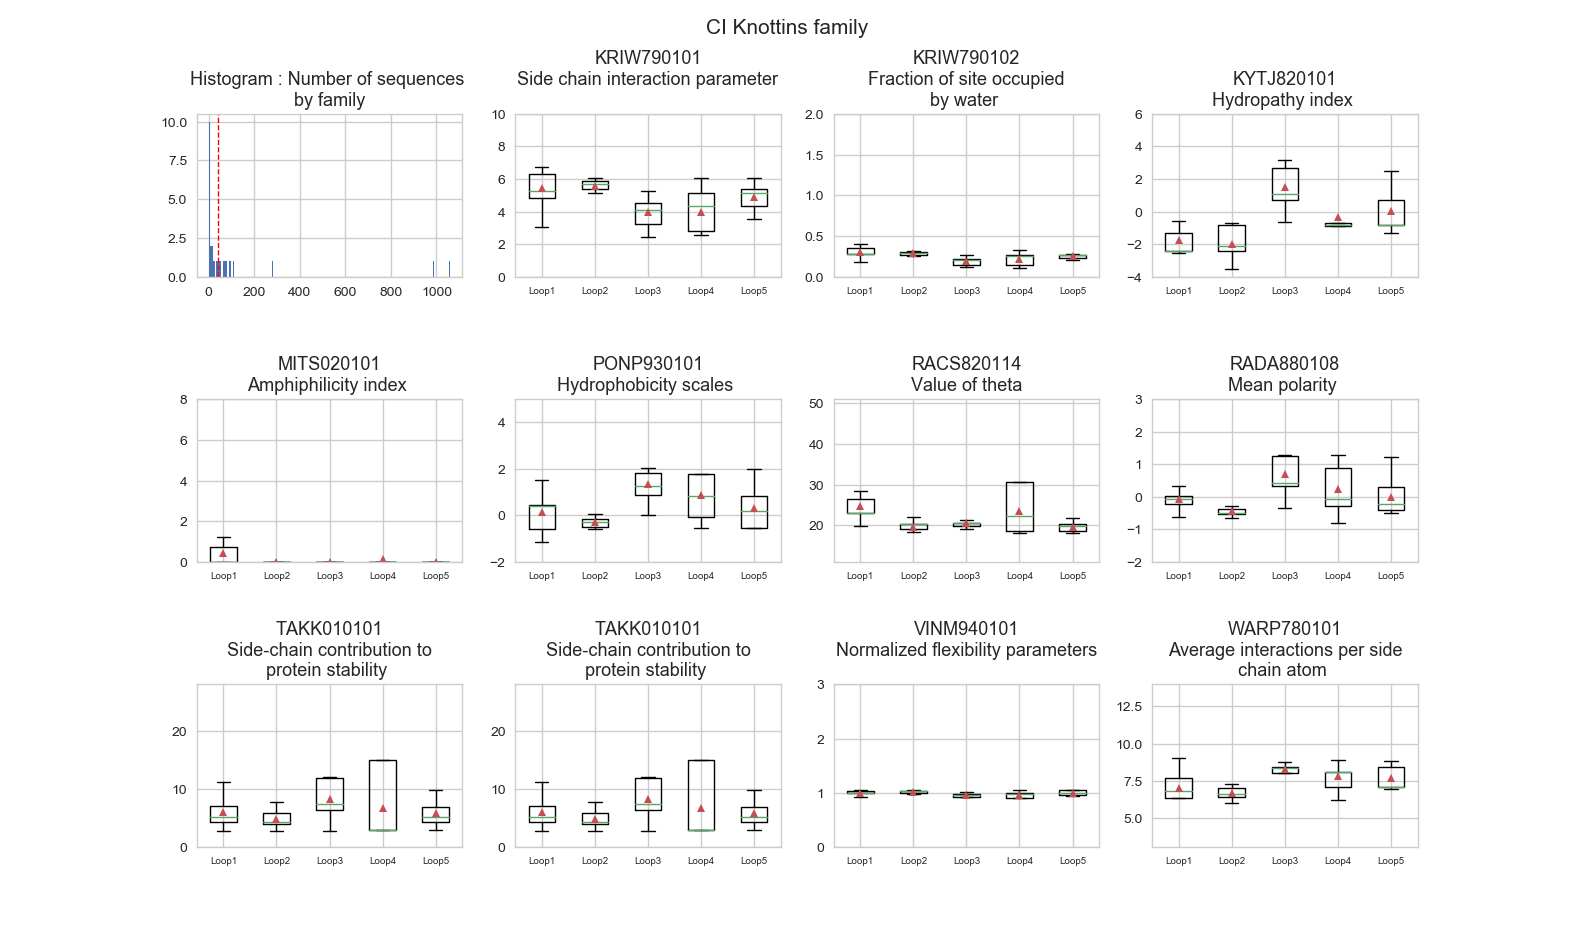 CI Knottins family
Histogram : Number of sequences
by family
10.0
7.5
5.0
2.5
0.0
0
200
400
600
800
1000
KRIW790101
Side chain interaction parameter
10
8
6
4
2
0
Loop1
Loop2
Loop3
Loop4
Loop5
KRIW790102
Fraction of site occupied
by water
2.0
1.5
1.0
0.5
0.0
Loop1
Loop2
Loop3
Loop4
Loop5
KYTJ820101
Hydropathy index
6
4
2
0
−2
−4
Loop1
Loop2
Loop3
Loop4
Loop5
MITS020101
Amphiphilicity index
8
6
4
2
0
Loop1
Loop2
Loop3
Loop4
Loop5
PONP930101
Hydrophobicity scales
4
2
0
−2
Loop1
Loop2
Loop3
Loop4
Loop5
RACS820114
Value of theta
50
40
30
20
Loop1
Loop2
Loop3
Loop4
Loop5
RADA880108
Mean polarity
3
2
1
0
−1
−2
Loop1
Loop2
Loop3
Loop4
Loop5
TAKK010101
Side-chain contribution to
protein stability
20
10
0
Loop1
Loop2
Loop3
Loop4
Loop5
TAKK010101
Side-chain contribution to
protein stability
20
10
0
Loop1
Loop2
Loop3
Loop4
Loop5
VINM940101
Normalized flexibility parameters
3
2
1
0
Loop1
Loop2
Loop3
Loop4
Loop5
WARP780101
Average interactions per side
chain atom
12.5
10.0
7.5
5.0
Loop1
Loop2
Loop3
Loop4
Loop5